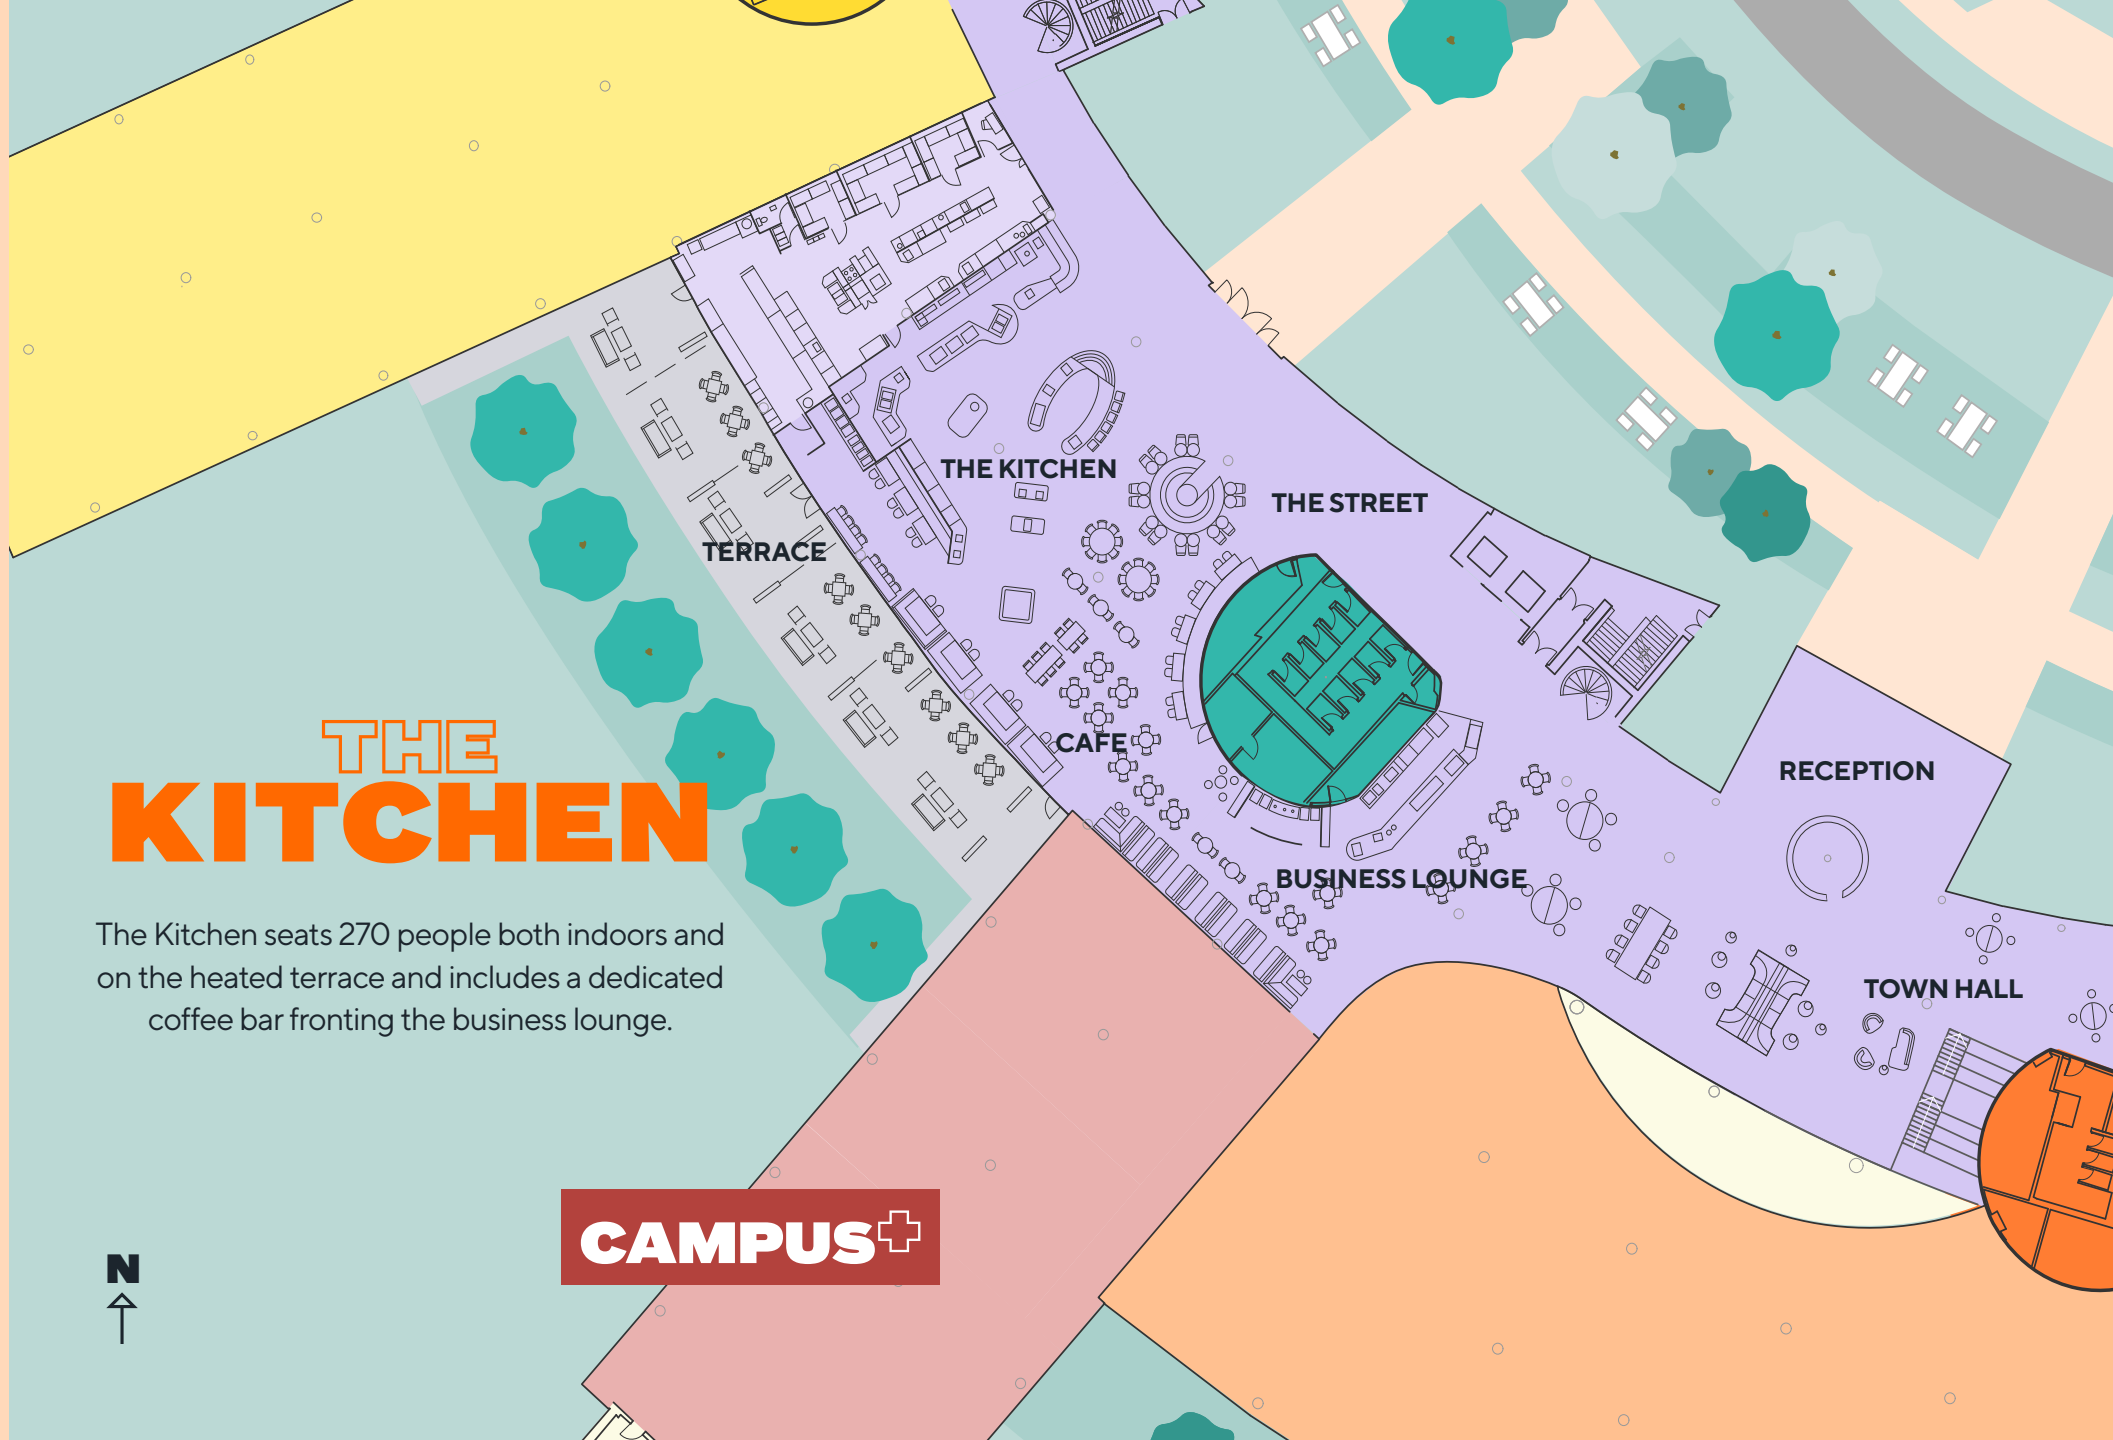 THE KITCHEN
THE STREET
TERRACE
CAFE
RECEPTION
BUSINESS LOUNGE
TOWN HALL
THE
KITCHEN
The Kitchen seats 270 people both indoors and
on the heated terrace and includes a dedicated
coffee bar fronting the business lounge.
CAMPUS+
N